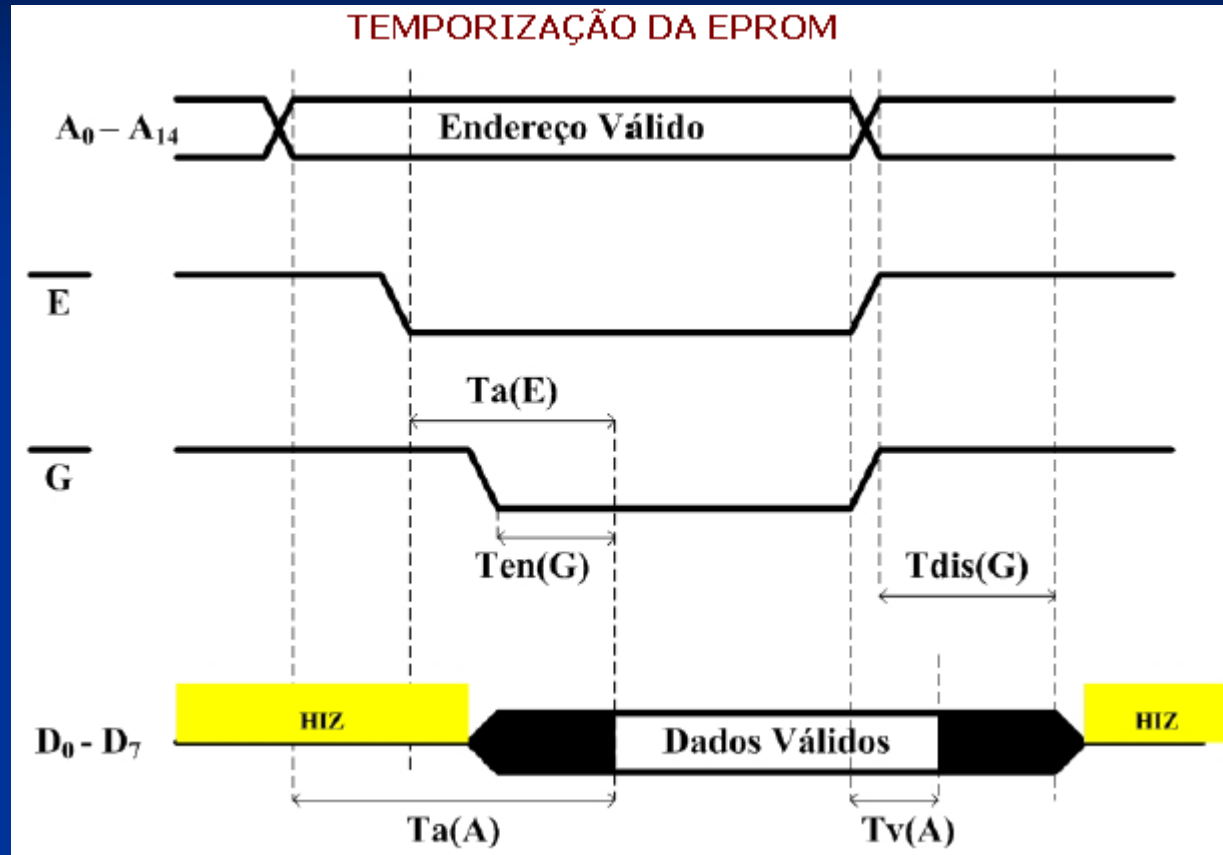 TEMPORIZAÇÃO DA EPROM
A₀ – A₁₄
Endereço Válido
E
Ta(E)
G
Ten(G)
Tdis(G)
HIZ
HIZ
D₀ - D₇
Dados Válidos
Ta(A)
Tv(A)